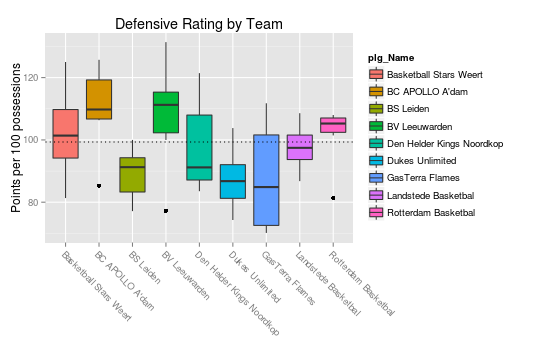 Defensive Rating by Team
Points per 100 possessions
120
100
80
Basketball Stars Weert
BC APOLLO A'dam
BS Leiden
BV Leeuwarden
Den Helder Kings Noordkop
Dukes Unlimited
GasTerra Flames
Landstede Basketbal
Rotterdam Basketbal
plg_Name
Basketball Stars Weert
BC APOLLO A'dam
BS Leiden
BV Leeuwarden
Den Helder Kings Noordkop
Dukes Unlimited
GasTerra Flames
Landstede Basketbal
Rotterdam Basketbal